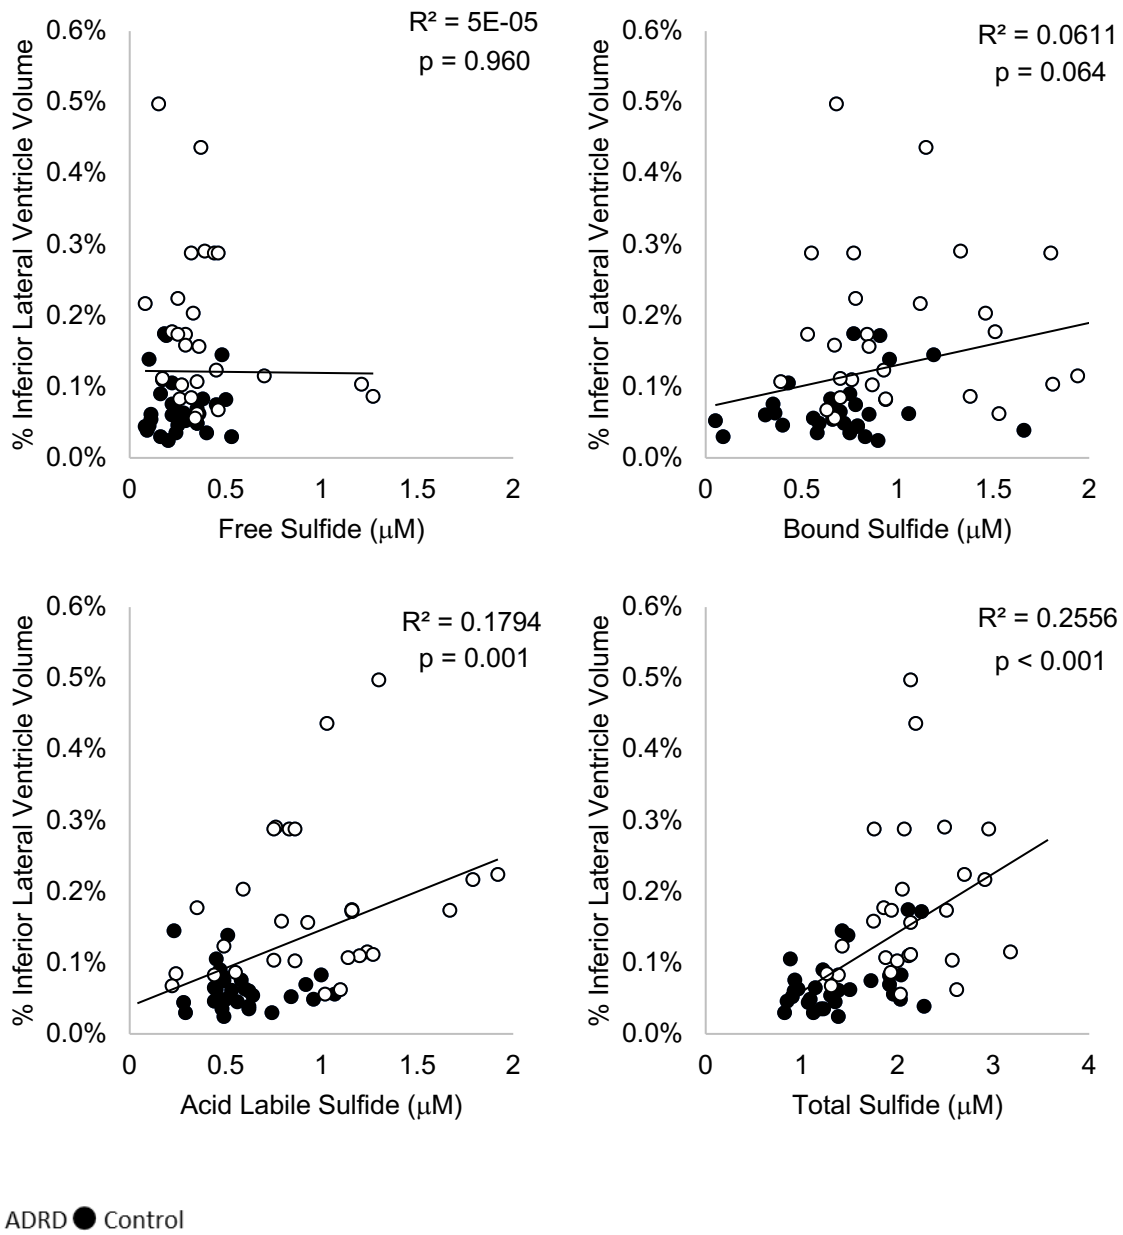 R² = 5E-05
p = 0.960
% Inferior Lateral Ventricle Volume
0.6%
0.5%
0.4%
0.3%
0.2%
0.1%
0.0%
0 0.5 1 1.5 2
Free Sulfide (μM)
R² = 0.0611
p = 0.064
% Inferior Lateral Ventricle Volume
0.6%
0.5%
0.4%
0.3%
0.2%
0.1%
0.0%
0 0.5 1 1.5 2
Bound Sulfide (μM)
R² = 0.1794
p = 0.001
% Inferior Lateral Ventricle Volume
0.6%
0.5%
0.4%
0.3%
0.2%
0.1%
0.0%
0 0.5 1 1.5 2
Acid Labile Sulfide (μM)
R² = 0.2556
p < 0.001
% Inferior Lateral Ventricle Volume
0.6%
0.5%
0.4%
0.3%
0.2%
0.1%
0.0%
0 1 2 3 4
Total Sulfide (μM)
ADRD Control